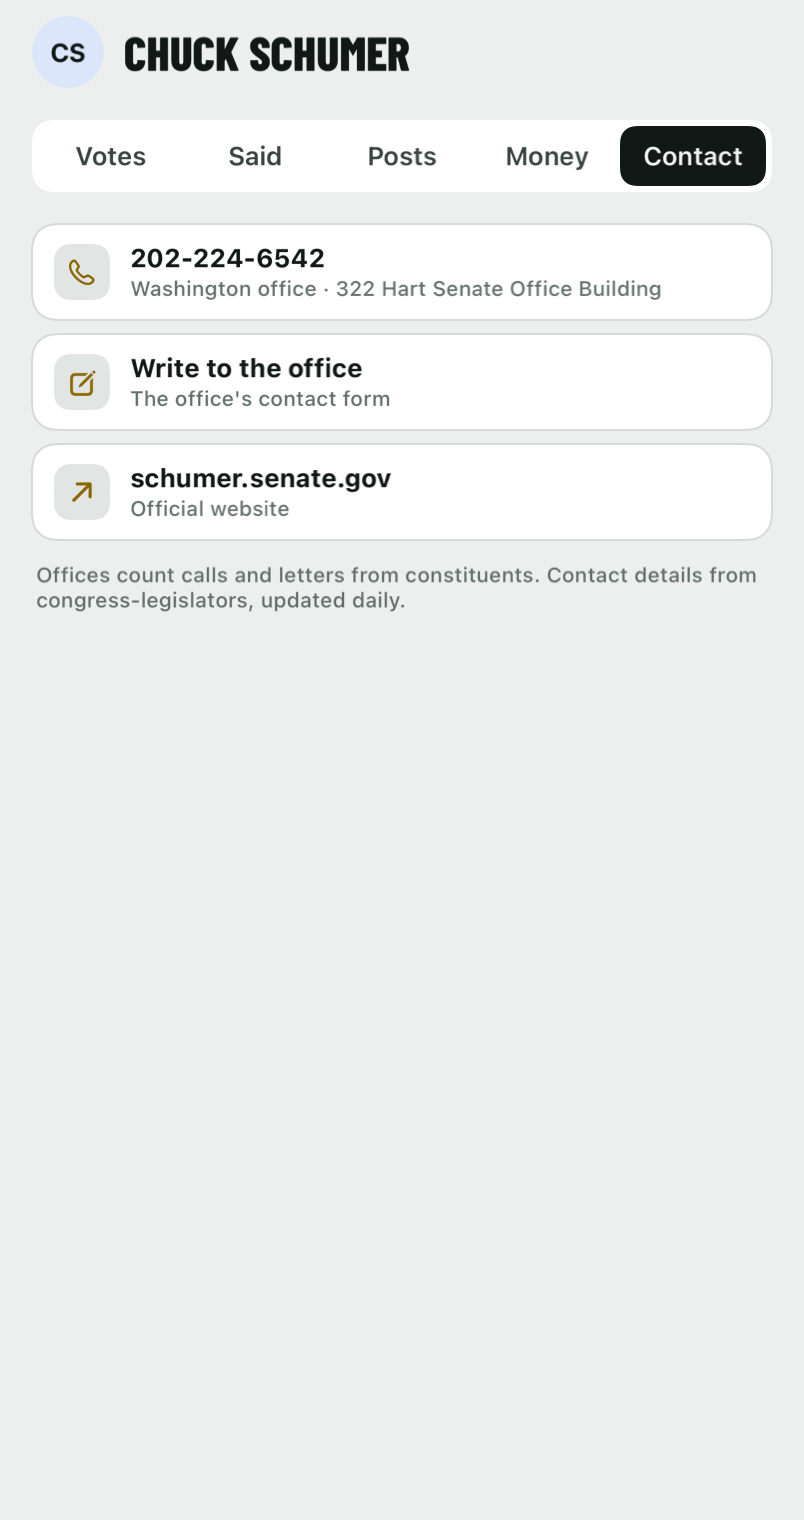 CS
CHUCK SCHUMER
Votes Said Posts Money Contact
202-224-6542
Washington office · 322 Hart Senate Office Building
Write to the office
The office's contact form
schumer.senate.gov
Official website
Offices count calls and letters from constituents. Contact details from
congress-legislators, updated daily.